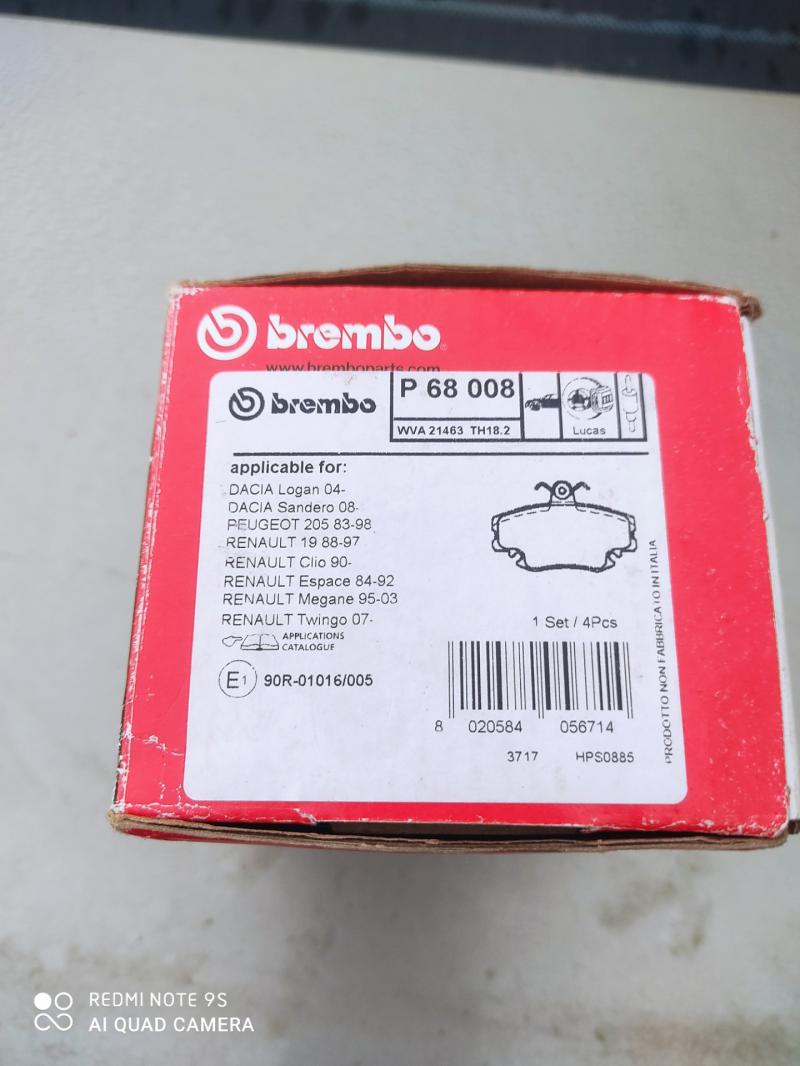 brembo
www.bremboparts.com
brembo
P 68 008
WVA 21463 TH18.2
Lucas
applicable for:
DACIA Logan 04-
DACIA Sandero 08-
PEUGEOT 205 83-98
RENAULT 19 88-97
RENAULT Clio 90-
RENAULT Espace 84-92
RENAULT Megane 95-03
RENAULT Twingo 07-
APPLICATIONS
CATALOGUE
E1 90R-01016/005
1 Set / 4Pcs
8 020584 056714
3717 HPS0885
PRODOTTO NON FABBRICATO IN ITALIA
REDMI NOTE 9S
AI QUAD CAMERA